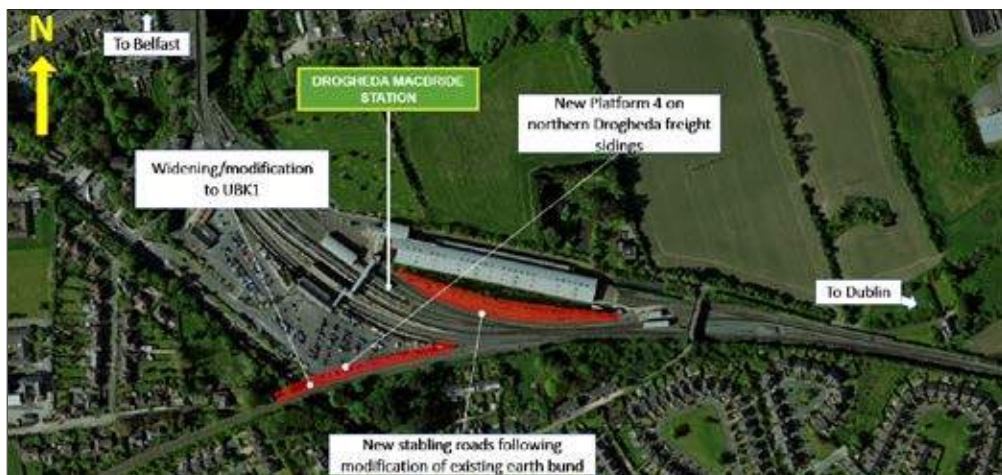 N
To Belfast
DROGHEDA MACBRIDE
STATION
New Platform 4 on
northern Drogheda freight
sidings
Widening/modification
to UBK1
To Dublin
New stabling roads following
modification of existing earth bund